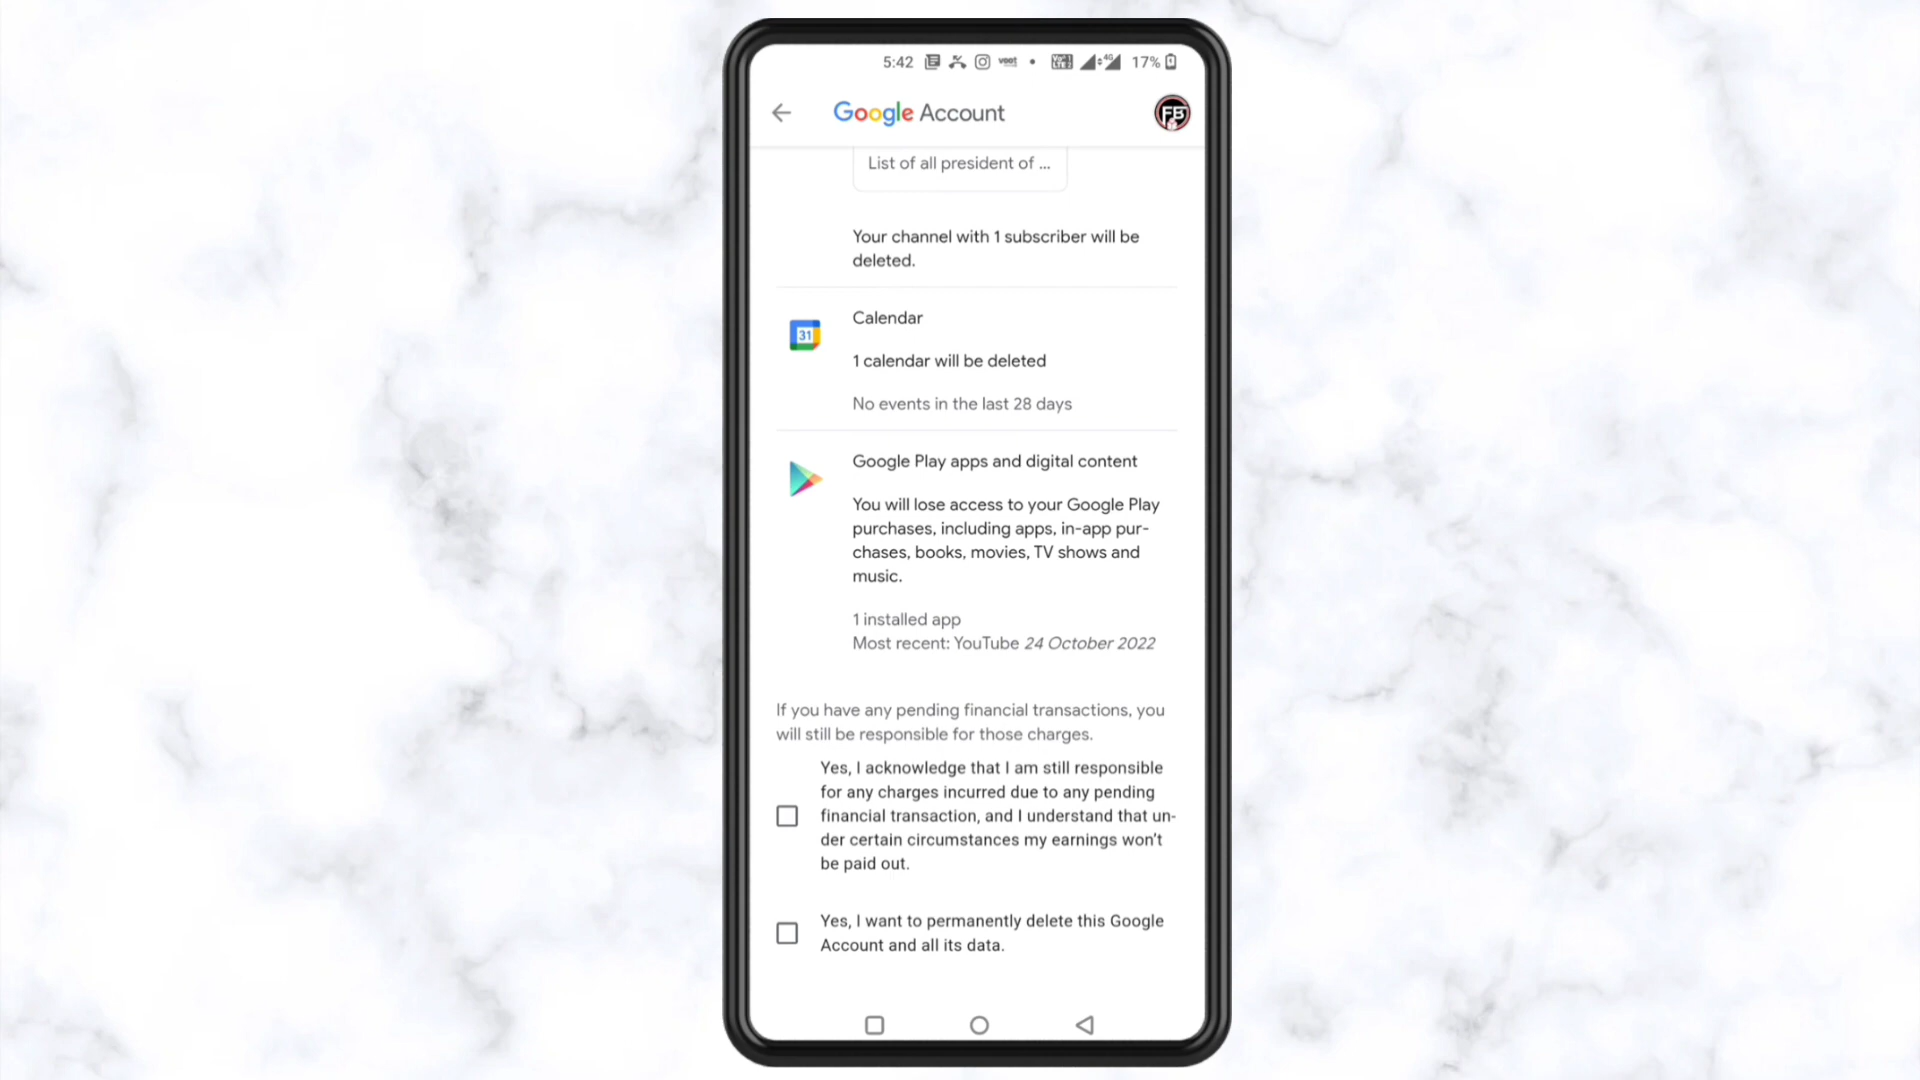 5:42 voot 4G 17%
Google Account
FB
List of all president of ...
Your channel with 1 subscriber will be
deleted.
31
Calendar
1 calendar will be deleted
No events in the last 28 days
Google Play apps and digital content
You will lose access to your Google Play
purchases, including apps, in-app pur-
chases, books, movies, TV shows and
music.
1 installed app
Most recent: YouTube 24 October 2022
If you have any pending financial transactions, you
will still be responsible for those charges.
Yes, I acknowledge that I am still responsible
for any charges incurred due to any pending
financial transaction, and I understand that un-
der certain circumstances my earnings won't
be paid out.
Yes, I want to permanently delete this Google
Account and all its data.